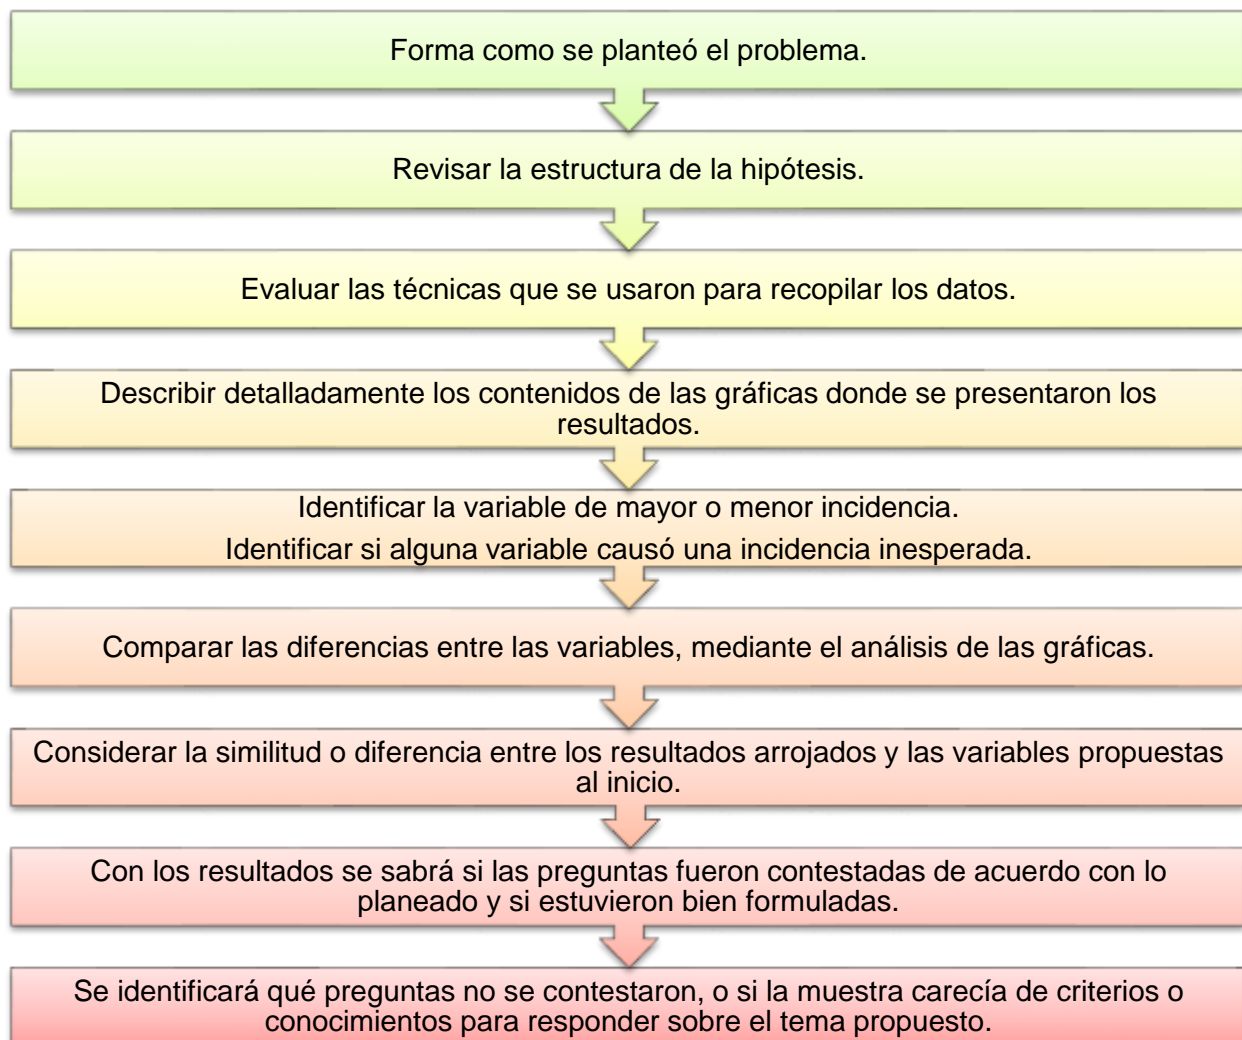 Forma como se planteó el problema.
Revisar la estructura de la hipótesis.
Evaluar las técnicas que se usaron para recopilar los datos.
Describir detalladamente los contenidos de las gráficas donde se presentaron los
resultados.
Identificar la variable de mayor o menor incidencia.
Identificar si alguna variable causó una incidencia inesperada.
Comparar las diferencias entre las variables, mediante el análisis de las gráficas.
Considerar la similitud o diferencia entre los resultados arrojados y las variables propuestas
al inicio.
Con los resultados se sabrá si las preguntas fueron contestadas de acuerdo con lo
planeado y si estuvieron bien formuladas.
Se identificará qué preguntas no se contestaron, o si la muestra carecía de criterios o
conocimientos para responder sobre el tema propuesto.